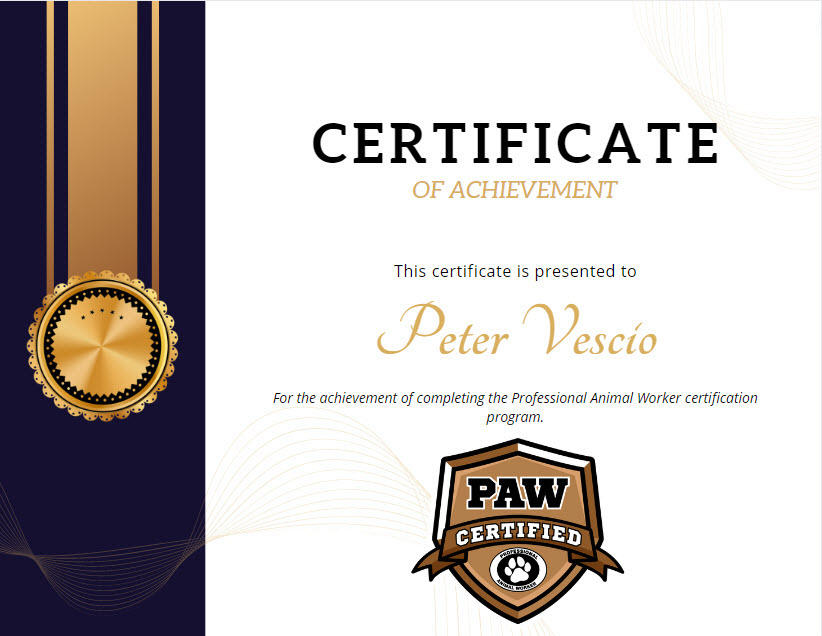 CERTIFICATE
OF ACHIEVEMENT
This certificate is presented to
Peter Vescio
For the achievement of completing the Professional Animal Worker certification
program.
PAW
CERTIFIED
PROFESSIONAL
ANIMAL WORKER